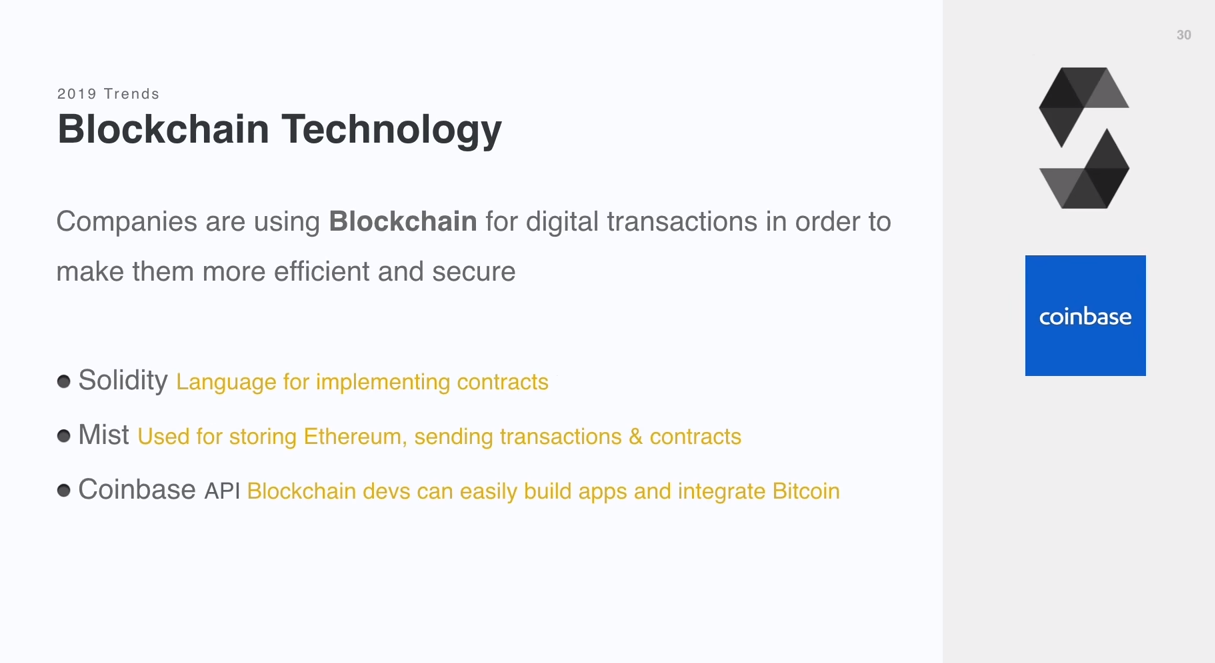 30
2019 Trends
Blockchain Technology
Companies are using Blockchain for digital transactions in order to
make them more efficient and secure
Solidity Language for implementing contracts
Mist Used for storing Ethereum, sending transactions & contracts
Coinbase API Blockchain devs can easily build apps and integrate Bitcoin
coinbase